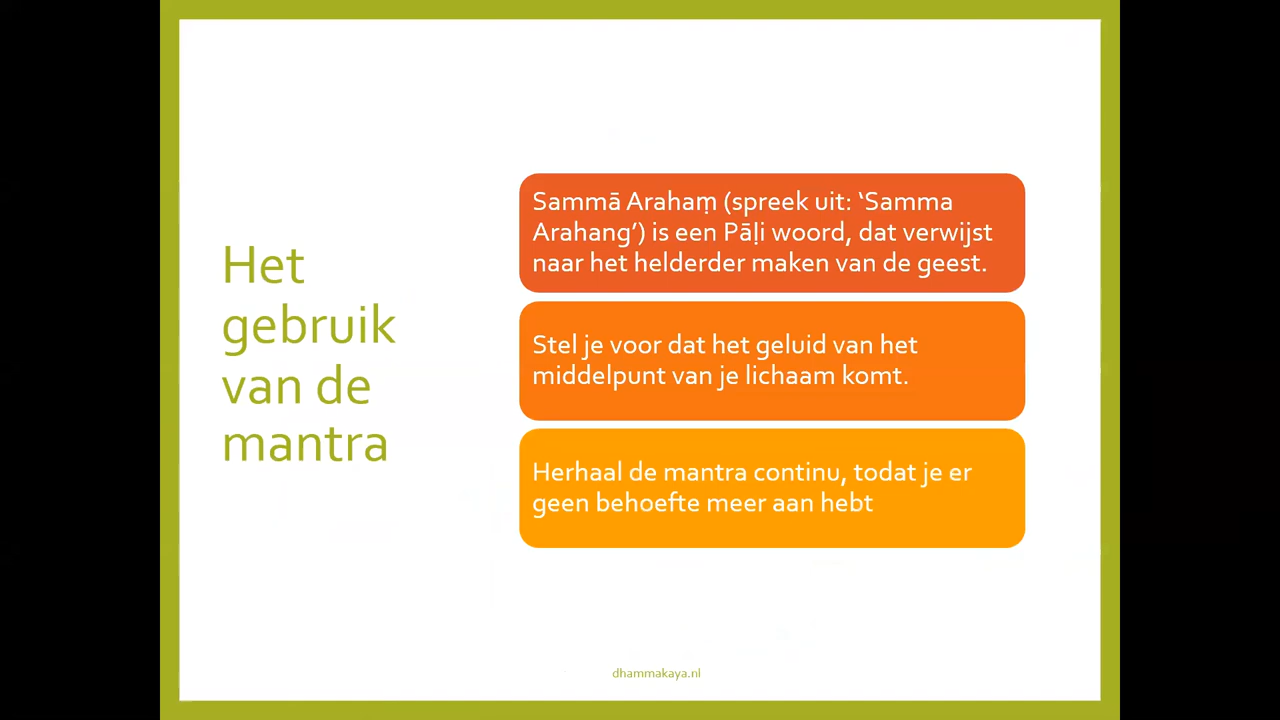 Het
gebruik
van de
mantra
Sammā Arahaṃ (spreek uit: ‘Samma
Arahang’) is een Pāḷi woord, dat verwijst
naar het helderder maken van de geest.
Stel je voor dat het geluid van het
middelpunt van je lichaam komt.
Herhaal de mantra continu, todat je er
geen behoefte meer aan hebt
dhammakaya.nl